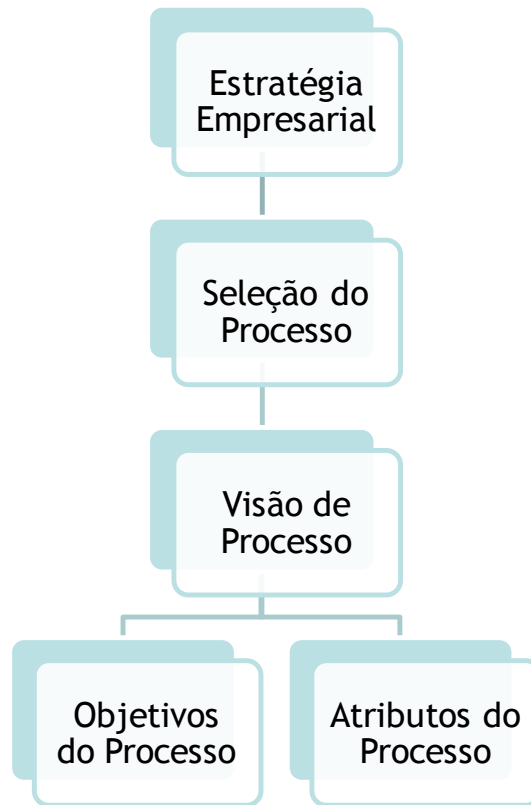 Estratégia
Empresarial
Seleção do
Processo
Visão de
Processo
Objetivos
do Processo
Atributos do
Processo